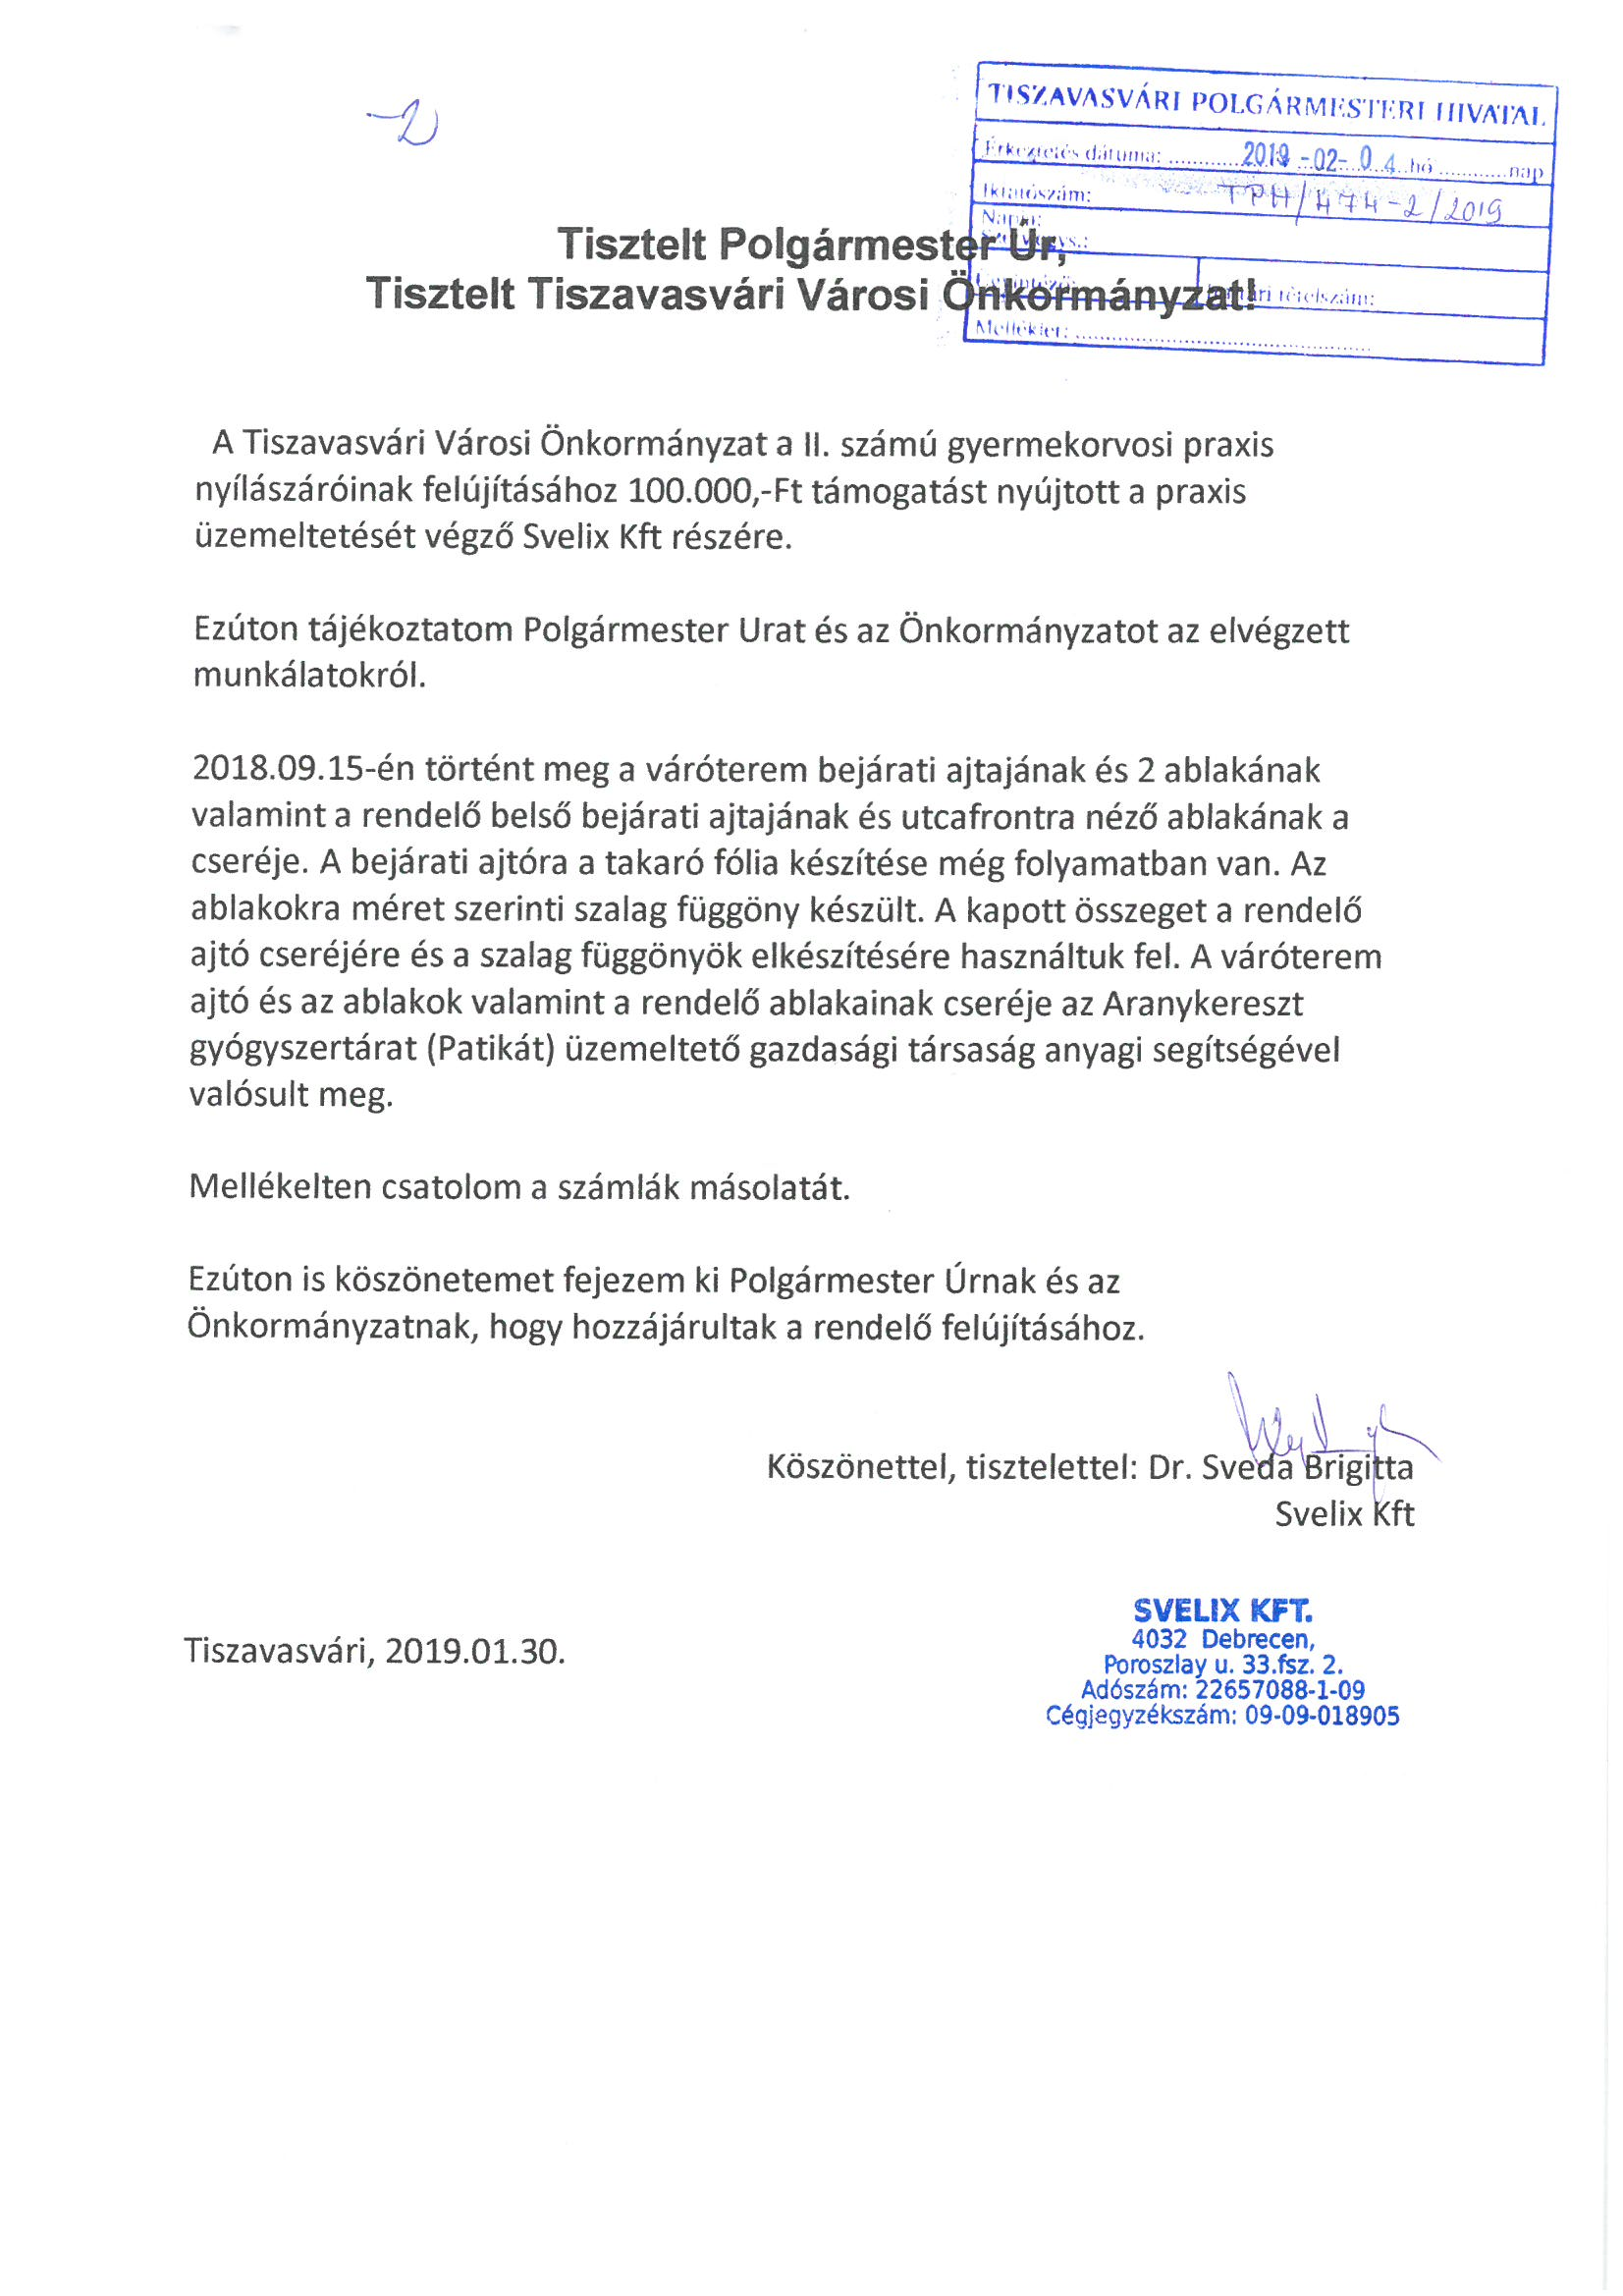 -2
TISZAVASVÁRI POLGÁRMESTERI HIVATAL
Érkeztetés dátuma: 2019 -02- 04. hó nap
Iktatószám: TPH/474-2/2019
Tisztelt Polgármester Úr,
Tisztelt Tiszavasvári Városi Önkormányzat!
tételszám:
Melléklet:
A Tiszavasvári Városi Önkormányzat a II. számú gyermekorvosi praxis
nyílászáróinak felújításához 100.000,-Ft támogatást nyújtott a praxis
üzemeltetését végző Svelix Kft részére.
Ezúton tájékoztatom Polgármester Urat és az Önkormányzatot az elvégzett
munkálatokról.
2018.09.15-én történt meg a váróterem bejárati ajtajának és 2 ablakának
valamint a rendelő belső bejárati ajtajának és utcafrontra néző ablakának a
cseréje. A bejárati ajtóra a takaró fólia készítése még folyamatban van. Az
ablakokra méret szerinti szalag függöny készült. A kapott összeget a rendelő
ajtó cseréjére és a szalag függönyök elkészítésére használtuk fel. A váróterem
ajtó és az ablakok valamint a rendelő ablakainak cseréje az Aranykereszt
gyógyszertárat (Patikát) üzemeltető gazdasági társaság anyagi segítségével
valósult meg.
Mellékelten csatolom a számlák másolatát.
Ezúton is köszönetemet fejezem ki Polgármester Úrnak és az
Önkormányzatnak, hogy hozzájárultak a rendelő felújításához.
Köszönettel, tisztelettel: Dr. Sveda Brigitta
Svelix Kft
Tiszavasvári, 2019.01.30.
SVELIX KFT.
4032 Debrecen,
Poroszlay u. 33.fsz. 2.
Adószám: 22657088-1-09
Cégjegyzékszám: 09-09-018905